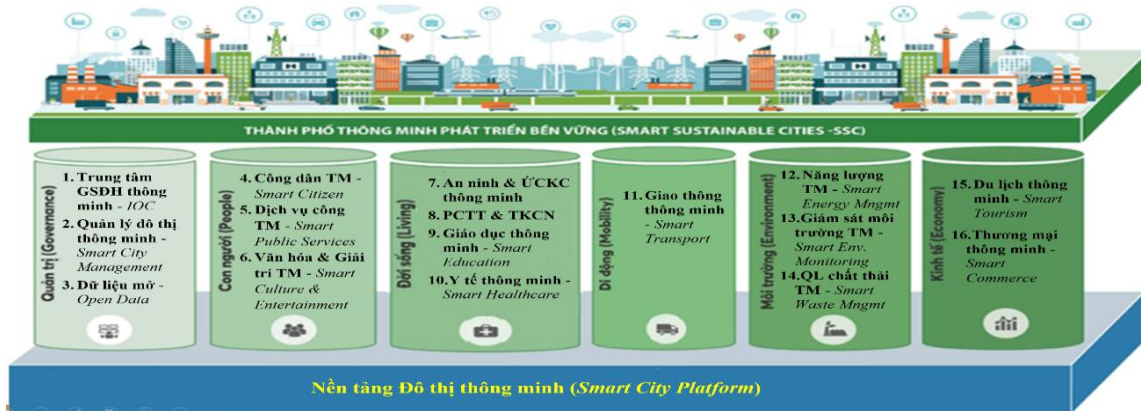 THÀNH PHỐ THÔNG MINH PHÁT TRIỂN BỀN VỮNG (SMART SUSTAINABLE CITIES -SSC)
Quản trị (Governance)
1. Trung tâm
GSĐH thông
minh - IOC
2. Quản lý đô thị
thông minh -
Smart City
Management
3. Dữ liệu mở -
Open Data
Con người (People)
4. Công dân TM -
Smart Citizen
5. Dịch vụ công
TM - Smart
Public Services
6. Văn hóa & Giải
trí TM - Smart
Culture &
Entertainment
Đời sống (Living)
7. An ninh & ƯCKC
thông minh
8. PCTT & TKCN
9. Giáo dục thông
minh - Smart
Education
10. Y tế thông minh -
Smart Healthcare
Di động (Mobility)
11. Giao thông
thông minh
- Smart
Transport
Môi trường (Environment)
12. Năng lượng
TM - Smart
Energy Mngmt
13. Giám sát môi
trường TM -
Smart Env.
Monitoring
14. QL chất thải
TM - Smart
Waste Mngmt
Kinh tế (Economy)
15. Du lịch thông
minh - Smart
Tourism
16. Thương mại
thông minh -
Smart
Commerce
Nền tảng Đô thị thông minh (Smart City Platform)